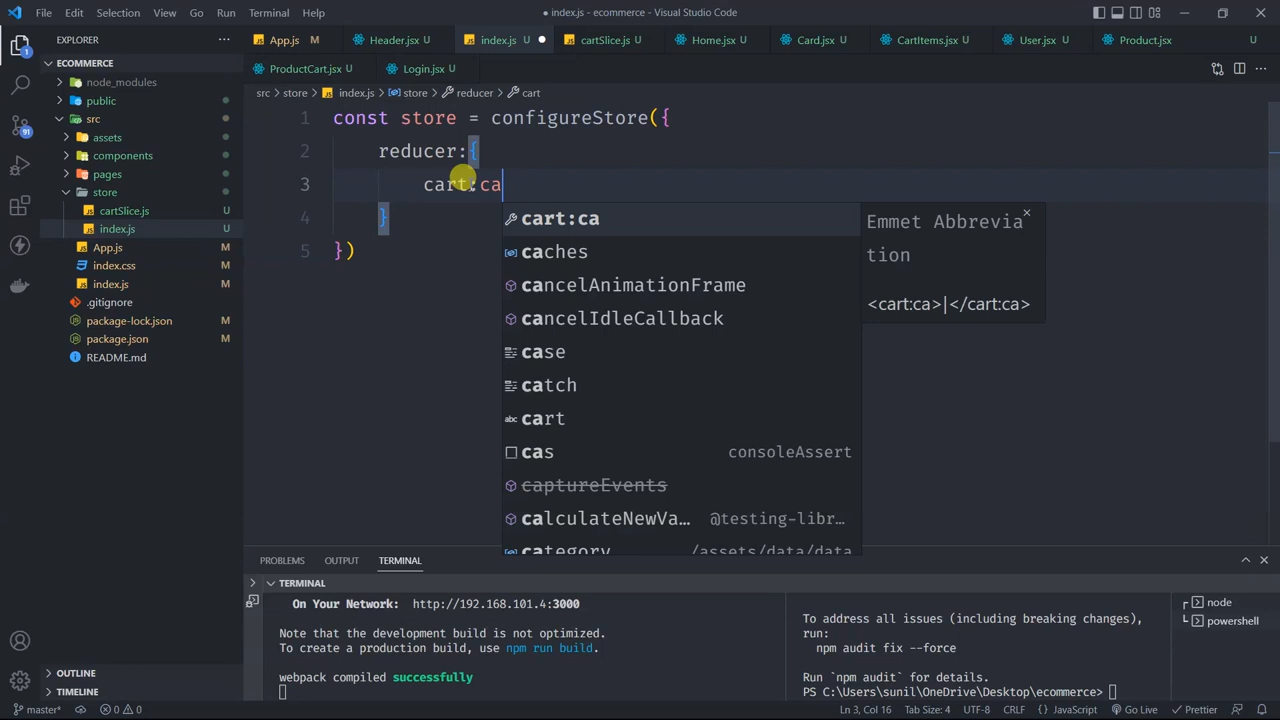 File Edit Selection View Go Run Terminal Help
● index.js - ecommerce - Visual Studio Code
EXPLORER
App.js M
Header.jsx U
index.js U
cartSlice.js U
Home.jsx U
Card.jsx U
CartItems.jsx U
User.jsx U
Product.jsx U
ProductCart.jsx U
Login.jsx U
src > store > index.js > store > reducer > cart
ECOMMERCE
node_modules
public
src
assets
components
pages
store
cartSlice.js U
index.js U
App.js M
index.css M
index.js M
.gitignore
package-lock.json M
package.json M
README.md
OUTLINE
TIMELINE
1
91
1 const store = configureStore({
2 reducer:{
3 cart:ca
4 }
5 })
cart:ca
caches
cancelAnimationFrame
cancelIdleCallback
case
catch
cart
cas consoleAssert
captureEvents
calculateNewVa… @testing-libr…
category /assets/data/data
Emmet Abbrevia
tion
<cart:ca>|</cart:ca>
PROBLEMS OUTPUT TERMINAL
TERMINAL
On Your Network: http://192.168.101.4:3000
Note that the development build is not optimized.
To create a production build, use npm run build.
webpack compiled successfully
To address all issues (including breaking changes),
run:
npm audit fix --force
Run `npm audit` for details.
PS C:\Users\sunil\OneDrive\Desktop\ecommerce>
node
powershell
master* 0 0
Ln 3, Col 16 Tab Size: 4 UTF-8 CRLF JavaScript Go Live Prettier